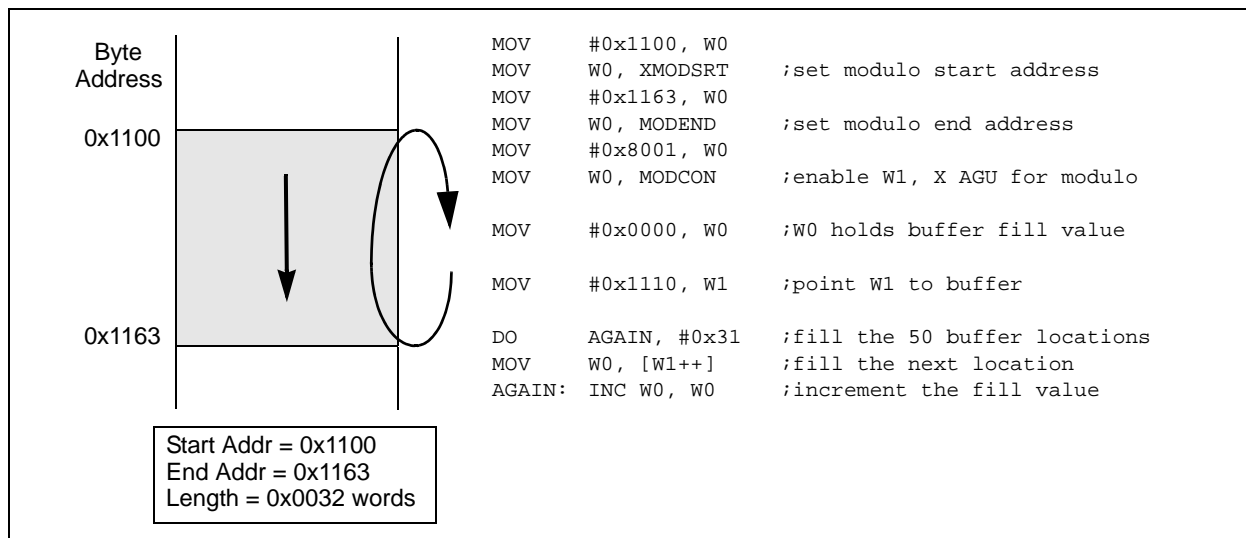 Byte
Address
0x1100
0x1163
Start Addr = 0x1100
End Addr = 0x1163
Length = 0x0032 words
MOV #0x1100, W0
MOV W0, XMODSRT ;set modulo start address
MOV #0x1163, W0
MOV W0, MODEND ;set modulo end address
MOV #0x8001, W0
MOV W0, MODCON ;enable W1, X AGU for modulo
MOV #0x0000, W0 ;W0 holds buffer fill value
MOV #0x1110, W1 ;point W1 to buffer
DO AGAIN, #0x31 ;fill the 50 buffer locations
MOV W0, [W1++] ;fill the next location
AGAIN: INC W0, W0 ;increment the fill value